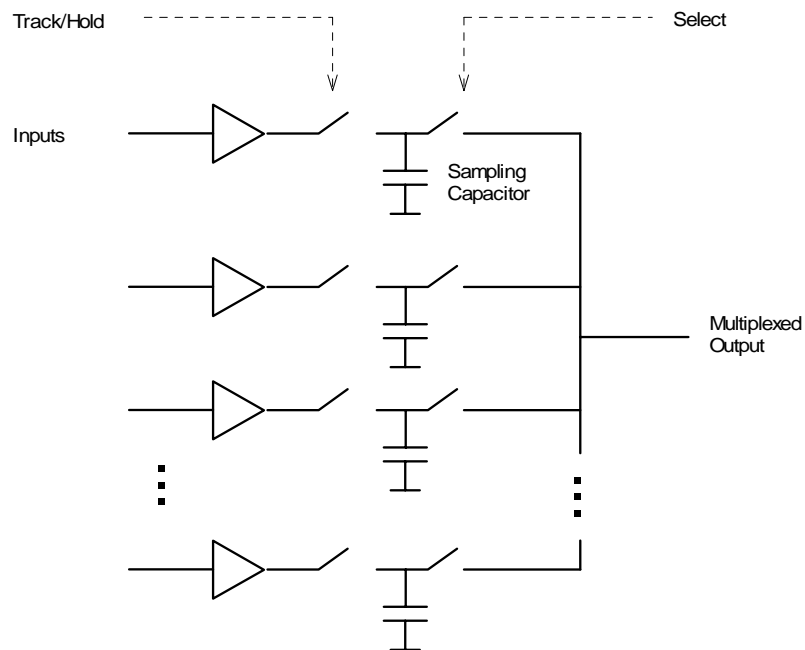 Track/Hold
Select
Inputs
Sampling
Capacitor
Multiplexed
Output